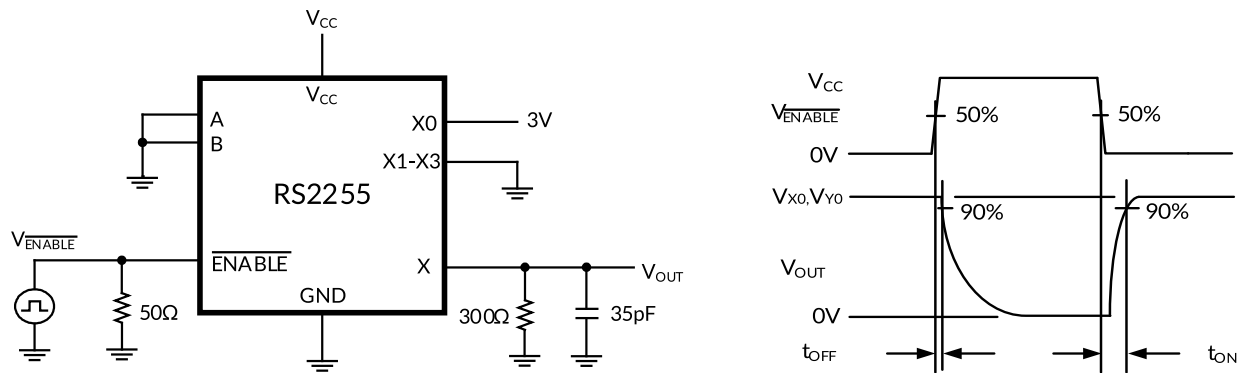 VCC
VCC
A
B
X0
3V
X1-X3
RS2255
VENABLE
ENABLE
X
VOUT
GND
50Ω
300Ω
35pF
VCC
VENABLE
50%
50%
0V
VX0,VY0
90%
90%
VOUT
0V
tOFF
tON